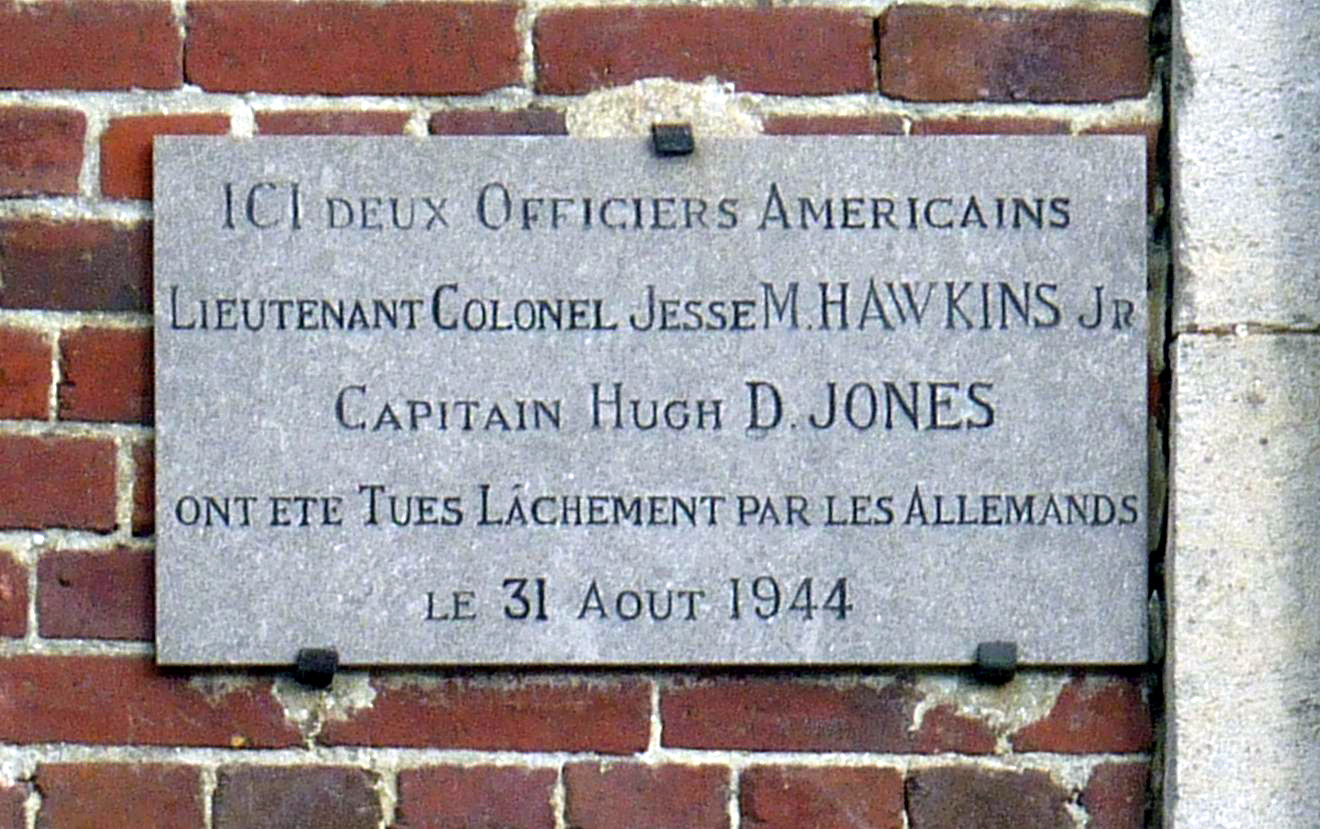 ICI DEUX OFFICIERS AMERICAINS
LIEUTENANT COLONEL JESSE M. HAWKINS JR
CAPITAIN HUGH D. JONES
ONT ETE TUES LÂCHEMENT PAR LES ALLEMANDS
LE 31 AOUT 1944